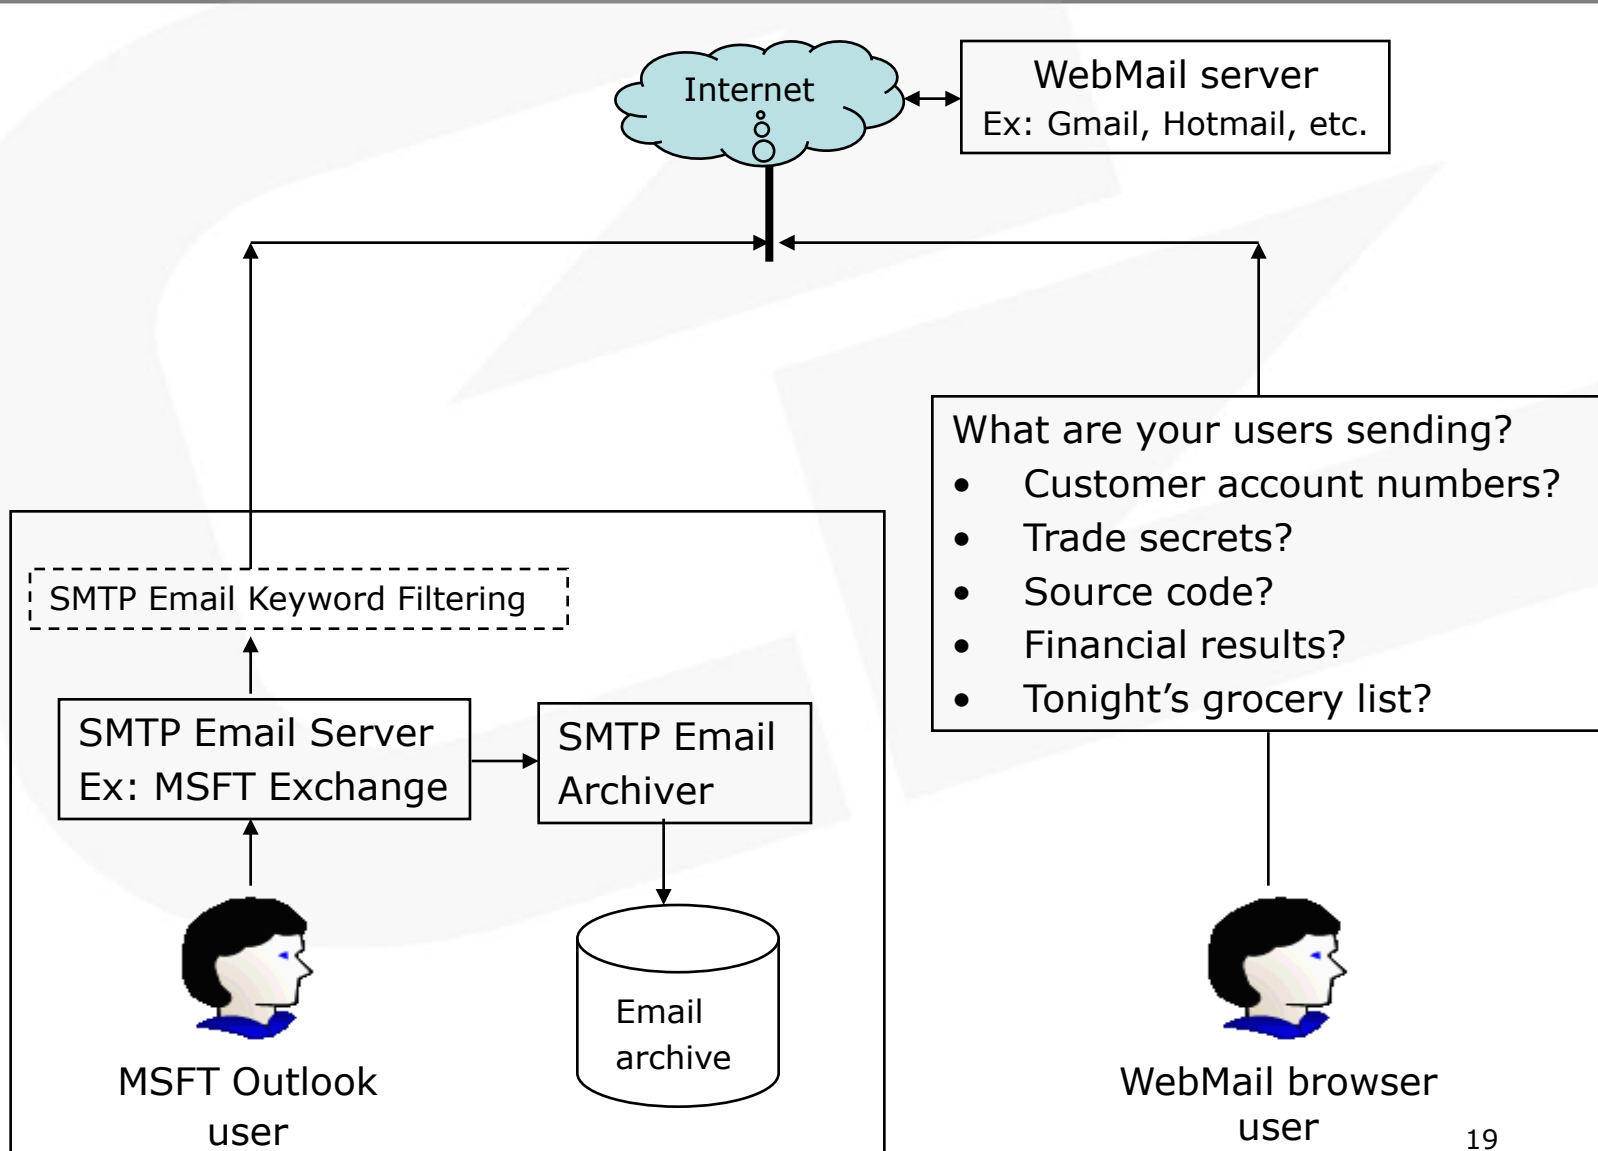 Internet
WebMail server
Ex: Gmail, Hotmail, etc.
What are your users sending?
• Customer account numbers?
• Trade secrets?
• Source code?
• Financial results?
• Tonight’s grocery list?
SMTP Email Keyword Filtering
SMTP Email Server
Ex: MSFT Exchange
SMTP Email
Archiver
Email
archive
MSFT Outlook
user
WebMail browser
user
19